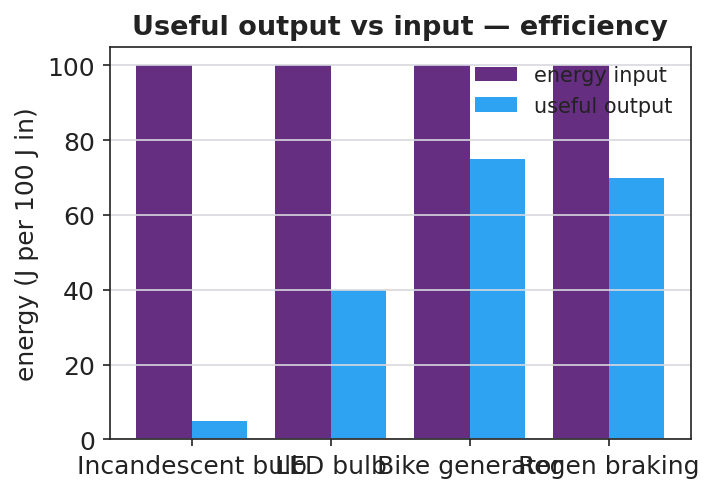 Useful output vs input — efficiency
energy (J per 100 J in)
100
80
60
40
20
0
energy input
useful output
Incandescent bulb
LED bulb
Bike generator
Regen braking